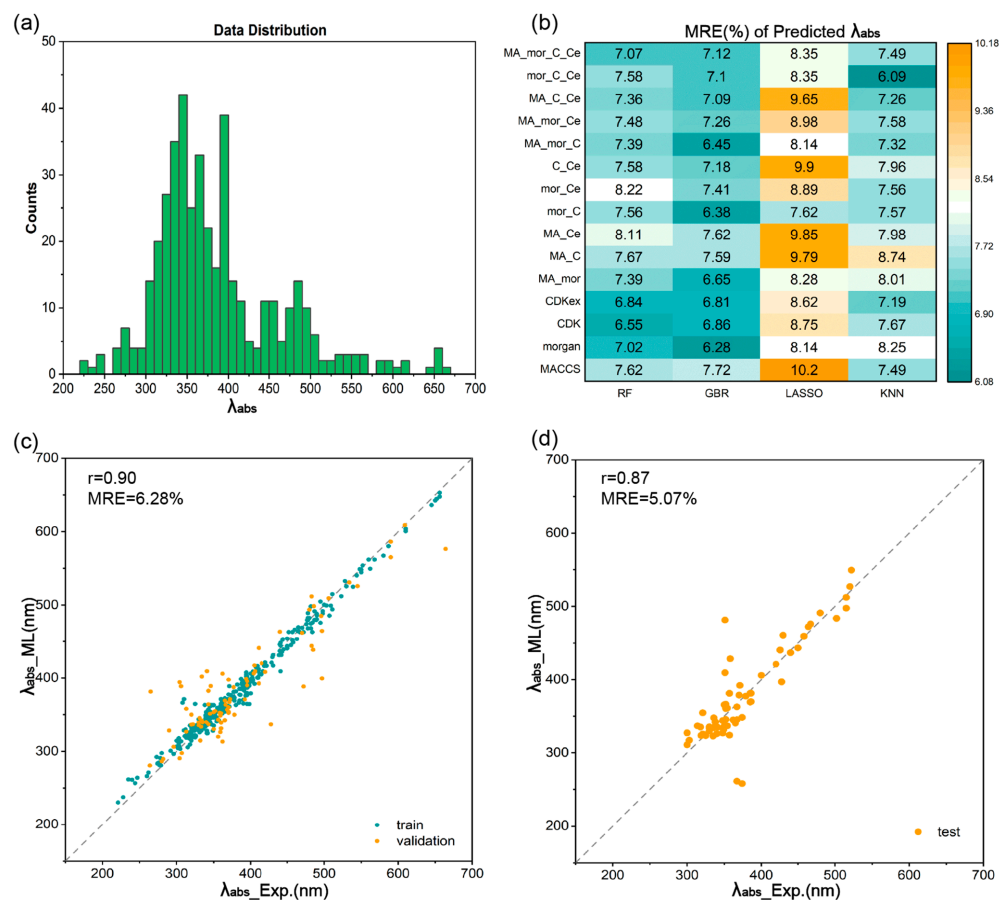 (a)
Data Distribution
50
40
30
20
10
0
Counts
200 250 300 350 400 450 500 550 600 650 700
λabs
(b)
MRE(%) of Predicted λabs
MA_mor_C_Ce 7.07 7.12 8.35 7.49
mor_C_Ce 7.58 7.1 8.35 6.09
MA_C_Ce 7.36 7.09 9.65 7.26
MA_mor_Ce 7.48 7.26 8.98 7.58
MA_mor_C 7.39 6.45 8.14 7.32
C_Ce 7.58 7.18 9.9 7.96
mor_Ce 8.22 7.41 8.89 7.56
mor_C 7.56 6.38 7.62 7.57
MA_Ce 8.11 7.62 9.85 7.98
MA_C 7.67 7.59 9.79 8.74
MA_mor 7.39 6.65 8.28 8.01
CDKex 6.84 6.81 8.62 7.19
CDK 6.55 6.86 8.75 7.67
morgan 7.02 6.28 8.14 8.25
MACCS 7.62 7.72 10.2 7.49
RF GBR LASSO KNN
10.18
9.36
8.54
7.72
6.90
6.08
(c)
r=0.90
MRE=6.28%
700
600
500
400
300
200
λabs_ML(nm)
train
validation
200 300 400 500 600 700
λabs_Exp.(nm)
(d)
r=0.87
MRE=5.07%
700
600
500
400
300
200
λabs_ML(nm)
test
200 300 400 500 600 700
λabs_Exp.(nm)